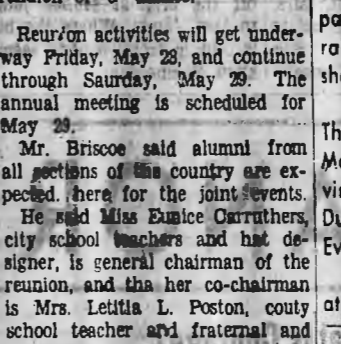 Reunion activities will get under-
way Friday, May 28, and continue
through Saurday, May 29. The
annual meeting is scheduled for
May 29.
Mr. Briscoe said alumni from
all sections of the country are ex-
pected here for the joint events.
He said Miss Eunice Carruthers,
city school teachers and hat de-
signer, is general chairman of the
reunion, and tha her co-chairman
is Mrs. Letitia L. Poston, couty
school teacher and fraternal and